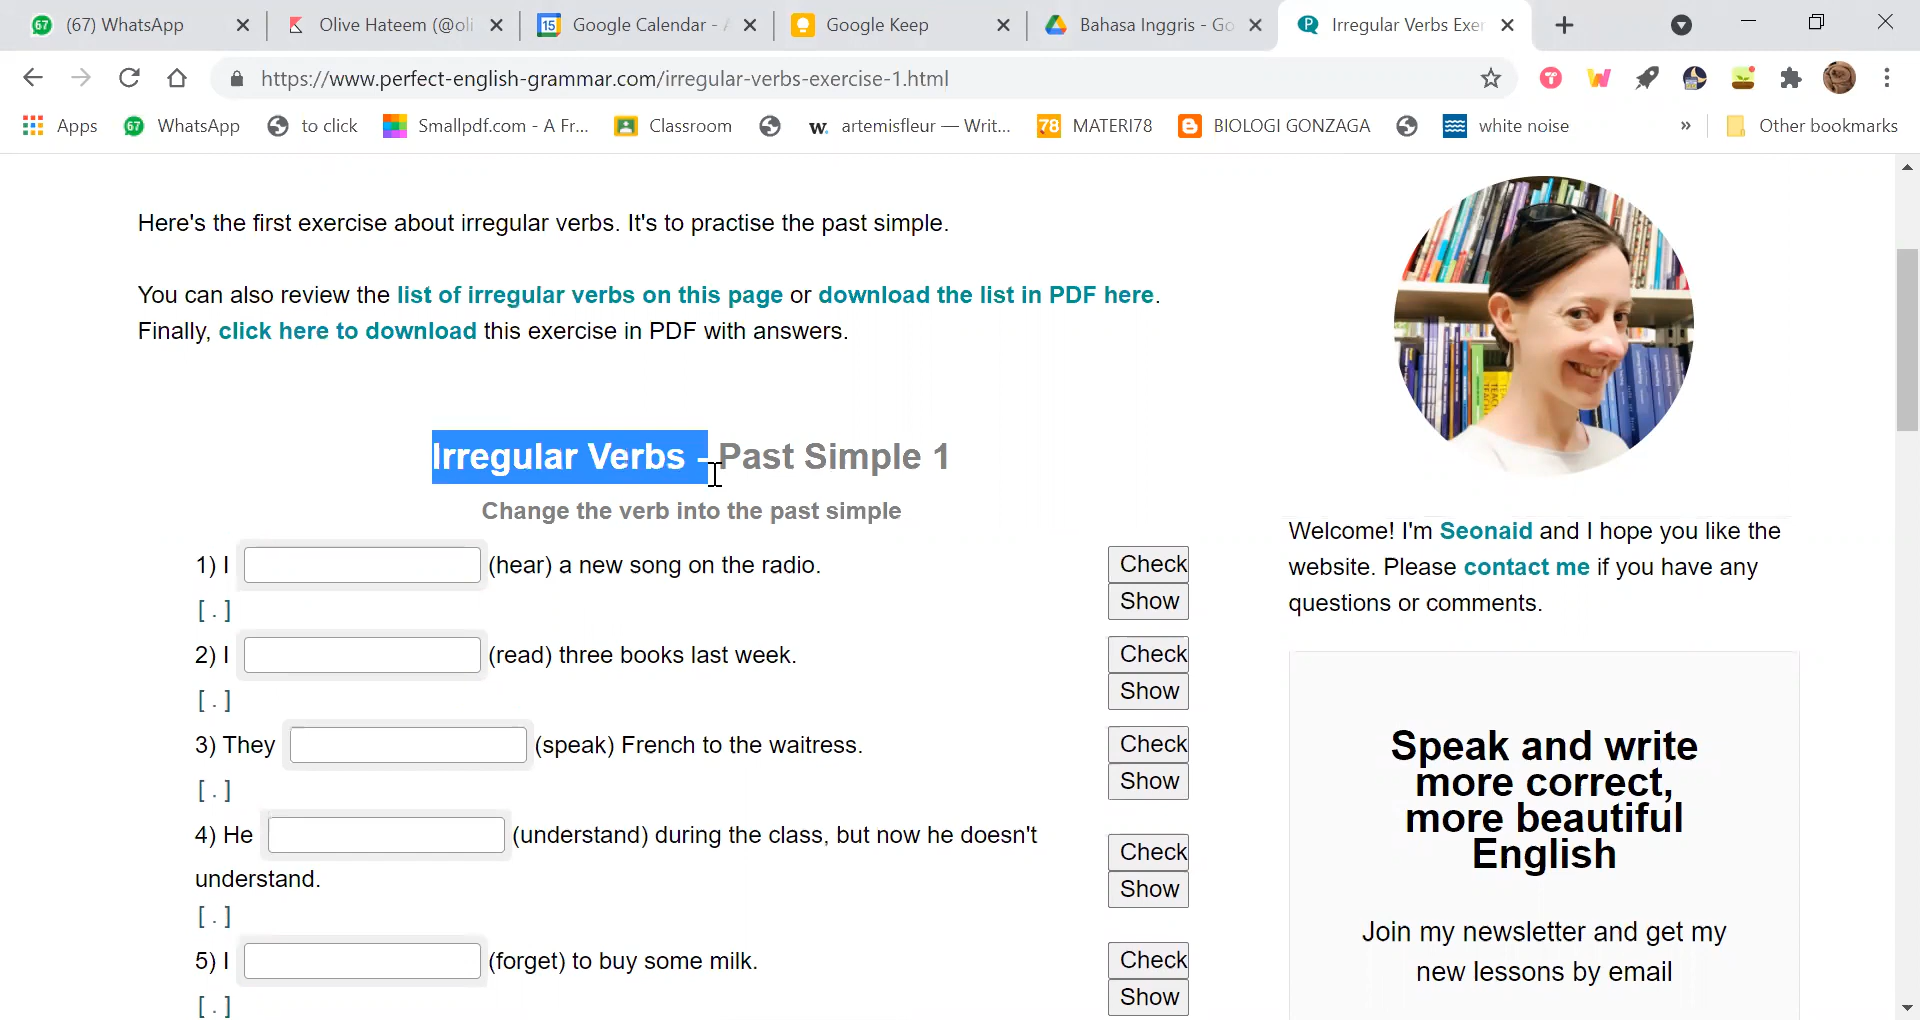 (67) WhatsApp
Olive Hateem (@oli
Google Calendar - A
Google Keep
Bahasa Inggris - Go
Irregular Verbs Exer
https://www.perfect-english-grammar.com/irregular-verbs-exercise-1.html
Apps
WhatsApp
to click
Smallpdf.com - A Fr...
Classroom
artemisfleur — Writ...
MATERI78
BIOLOGI GONZAGA
white noise
»
Other bookmarks
Here's the first exercise about irregular verbs. It's to practise the past simple.
You can also review the list of irregular verbs on this page or download the list in PDF here.
Finally, click here to download this exercise in PDF with answers.
Irregular Verbs - Past Simple 1
Change the verb into the past simple
1) I (hear) a new song on the radio.
Check
Show
[ . ]
2) I (read) three books last week.
Check
Show
[ . ]
3) They (speak) French to the waitress.
Check
Show
[ . ]
4) He (understand) during the class, but now he doesn't
understand.
Check
Show
[ . ]
5) I (forget) to buy some milk.
Check
Show
[ . ]
Welcome! I'm Seonaid and I hope you like the
website. Please contact me if you have any
questions or comments.
Speak and write
more correct,
more beautiful
English
Join my newsletter and get my
new lessons by email